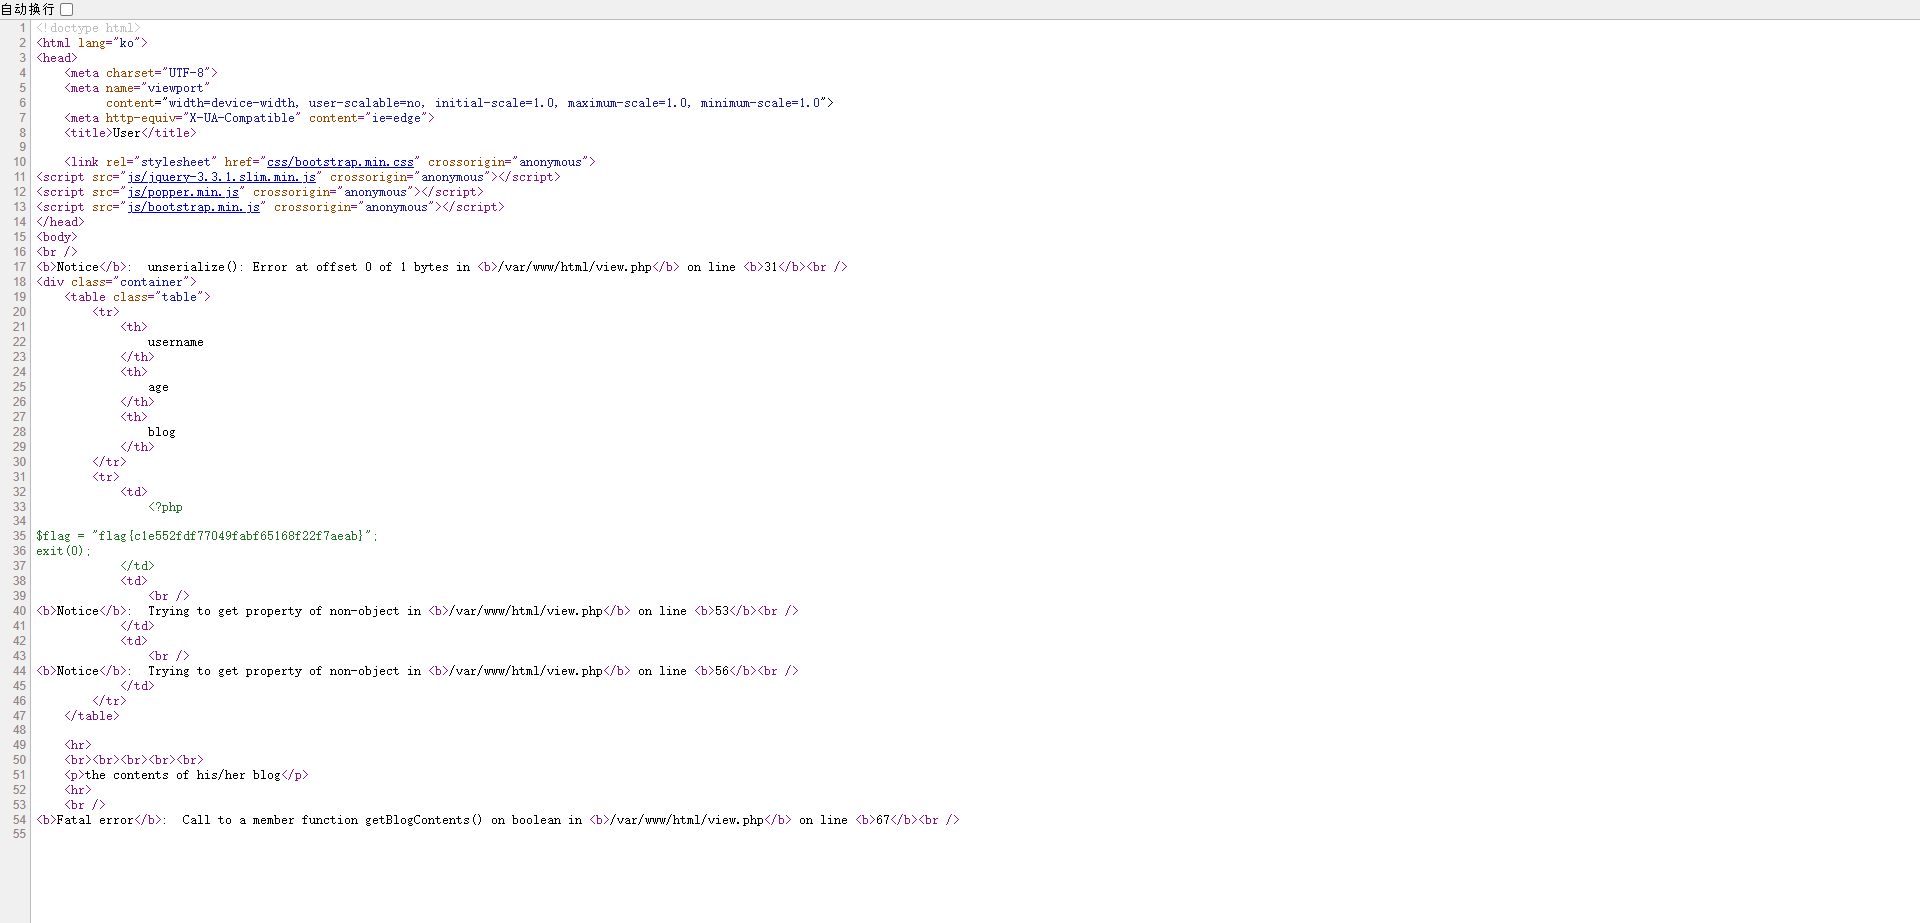 自动换行
1 <!doctype html>
2 <html lang="ko">
3 <head>
4     <meta charset="UTF-8">
5     <meta name="viewport"
6           content="width=device-width, user-scalable=no, initial-scale=1.0, maximum-scale=1.0, minimum-scale=1.0">
7     <meta http-equiv="X-UA-Compatible" content="ie=edge">
8     <title>User</title>
9
10     <link rel="stylesheet" href="css/bootstrap.min.css" crossorigin="anonymous">
11 <script src="js/jquery-3.3.1.slim.min.js" crossorigin="anonymous"></script>
12 <script src="js/popper.min.js" crossorigin="anonymous"></script>
13 <script src="js/bootstrap.min.js" crossorigin="anonymous"></script>
14 </head>
15 <body>
16 <br />
17 <b>Notice</b>:  unserialize(): Error at offset 0 of 1 bytes in <b>/var/www/html/view.php</b> on line <b>31</b><br />
18 <div class="container">
19     <table class="table">
20         <tr>
21             <th>
22                 username
23             </th>
24             <th>
25                 age
26             </th>
27             <th>
28                 blog
29             </th>
30         </tr>
31         <tr>
32             <td>
33                 <?php
34
35 $flag = "flag{c1e552fdf77049fabf65168f22f7aeab}";
36 exit(0);
37             </td>
38             <td>
39                 <br />
40 <b>Notice</b>:  Trying to get property of non-object in <b>/var/www/html/view.php</b> on line <b>53</b><br />
41             </td>
42             <td>
43                 <br />
44 <b>Notice</b>:  Trying to get property of non-object in <b>/var/www/html/view.php</b> on line <b>56</b><br />
45             </td>
46         </tr>
47     </table>
48
49     <hr>
50     <br><br><br><br><br>
51     <p>the contents of his/her blog</p>
52     <hr>
53     <br />
54 <b>Fatal error</b>:  Call to a member function getBlogContents() on boolean in <b>/var/www/html/view.php</b> on line <b>67</b><br />
55